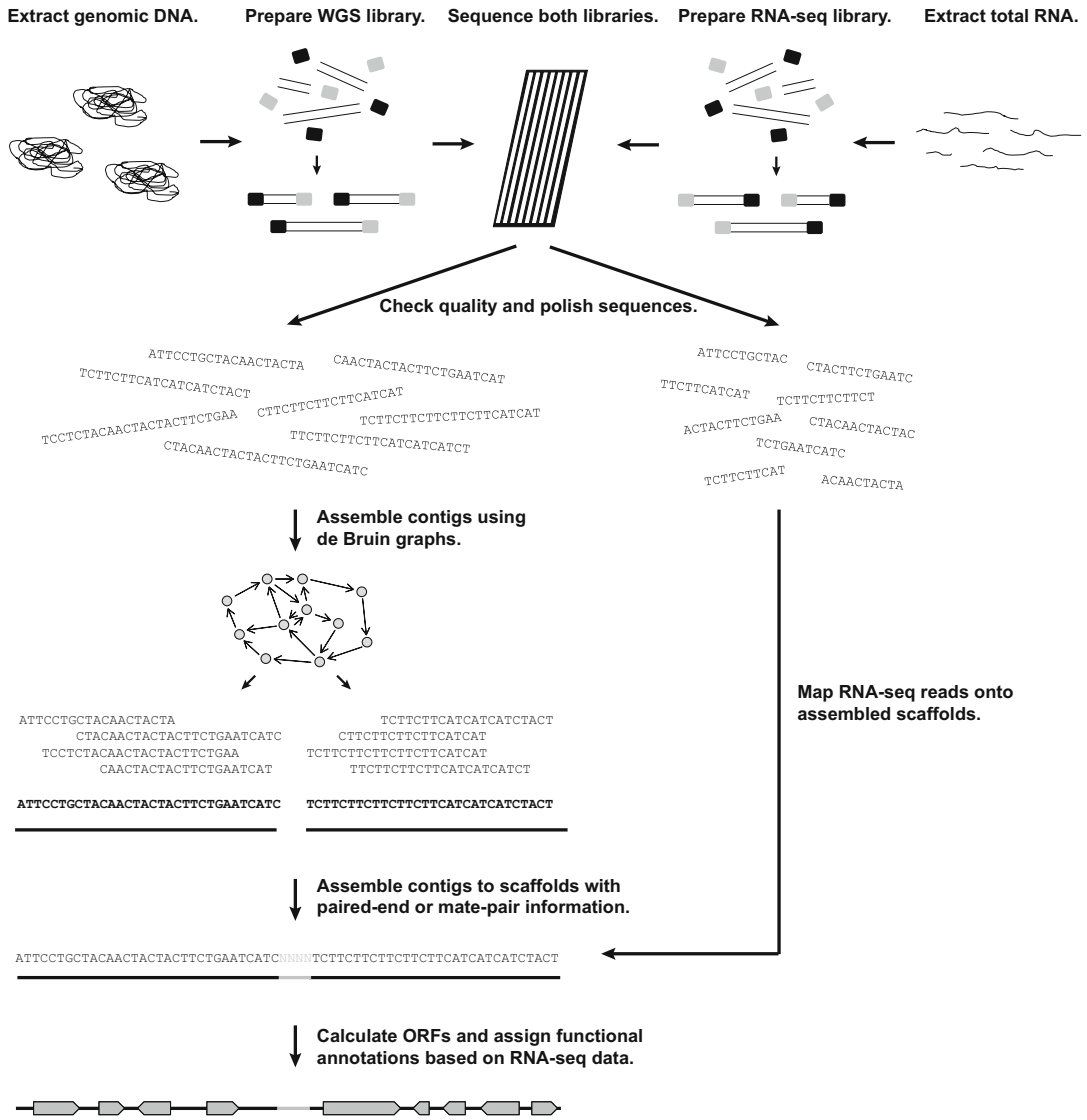 Extract genomic DNA.
Prepare WGS library.
Sequence both libraries.
Prepare RNA-seq library.
Extract total RNA.
Check quality and polish sequences.
ATTCCTGCTACAACTACTA
CAACTACTACTTCTGAATCAT
TCTTCTTCATCATCATCTACT
CTTCTTCTTCTTCATCAT
TCCTCTACAACTACTACTTCTGAA
TCTTCTTCTTCTTCTTCATCAT
TTCTTCTTCTTCATCATCATCT
CTACAACTACTACTTCTGAATCATC
ATTCCTGCTAC
CTACTTCTGAATC
TTCTTCATCAT
TCTTCTTCTTCT
ACTACTTCTGAA
CTACAACTACTAC
TCTGAATCATC
TCTTCTTCAT
ACAACTACTA
Assemble contigs using
de Bruin graphs.
Map RNA-seq reads onto
assembled scaffolds.
ATTCCTGCTACAACTACTA
CTACAACTACTACTTCTGAATCATC
TCCTCTACAACTACTACTTCTGAA
CAACTACTACTTCTGAATCAT
ATTCCTGCTACAACTACTACTTCTGAATCATC
TCTTCTTCATCATCATCTACT
CTTCTTCTTCTTCATCAT
TCTTCTTCTTCTTCTTCATCAT
TTCTTCTTCTTCATCATCATCT
TCTTCTTCTTCTTCTTCATCATCATCTACT
Assemble contigs to scaffolds with
paired-end or mate-pair information.
ATTCCTGCTACAACTACTACTTCTGAATCATCNNNNTCTTCTTCTTCTTCTTCATCATCATCTACT
Calculate ORFs and assign functional
annotations based on RNA-seq data.